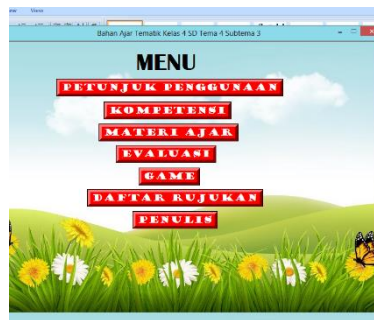 View
Bahan Ajar Tematik Kelas 4 SD Tema 4 Subtema 3
MENU
PETUNJUK PENGGUNAAN
KOMPETENSI
MATERI AJAR
EVALUASI
GAME
DAFTAR RUJUKAN
PENULIS